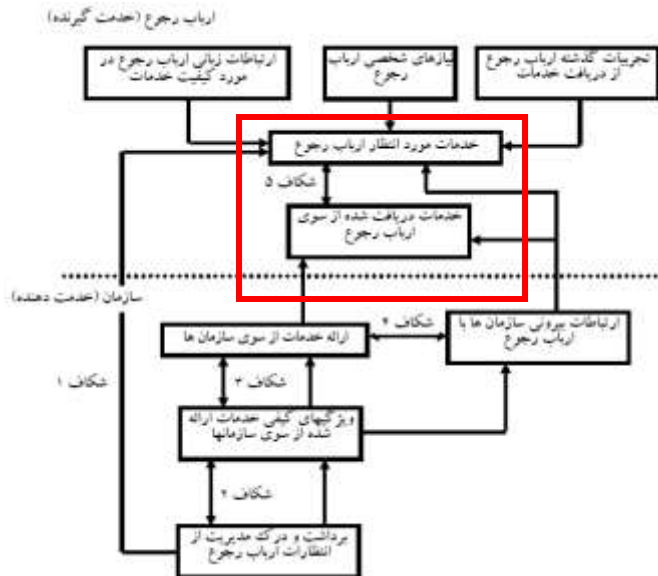 ارباب رجوع (خدمت گیرنده)
تجربیات گذشته ارباب رجوع
از دریافت خدمات
نیازهای شخصی ارباب
رجوع
ارتباطات زبانی ارباب رجوع در
مورد کیفیت خدمات
خدمات مورد انتظار ارباب رجوع
شکاف ۵
خدمات دریافت شده از سوی
ارباب رجوع
سازمان (خدمت دهنده)
ارتباطات بیرونی سازمان ها با
ارباب رجوع
شکاف ۴
ارائه خدمات از سوی سازمان ها
شکاف ۱
شکاف ۳
ویژگیهای کیفی خدمات ارائه
شده از سوی سازمانها
شکاف ۲
برداشت و درک مدیریت از
انتظارات ارباب رجوع